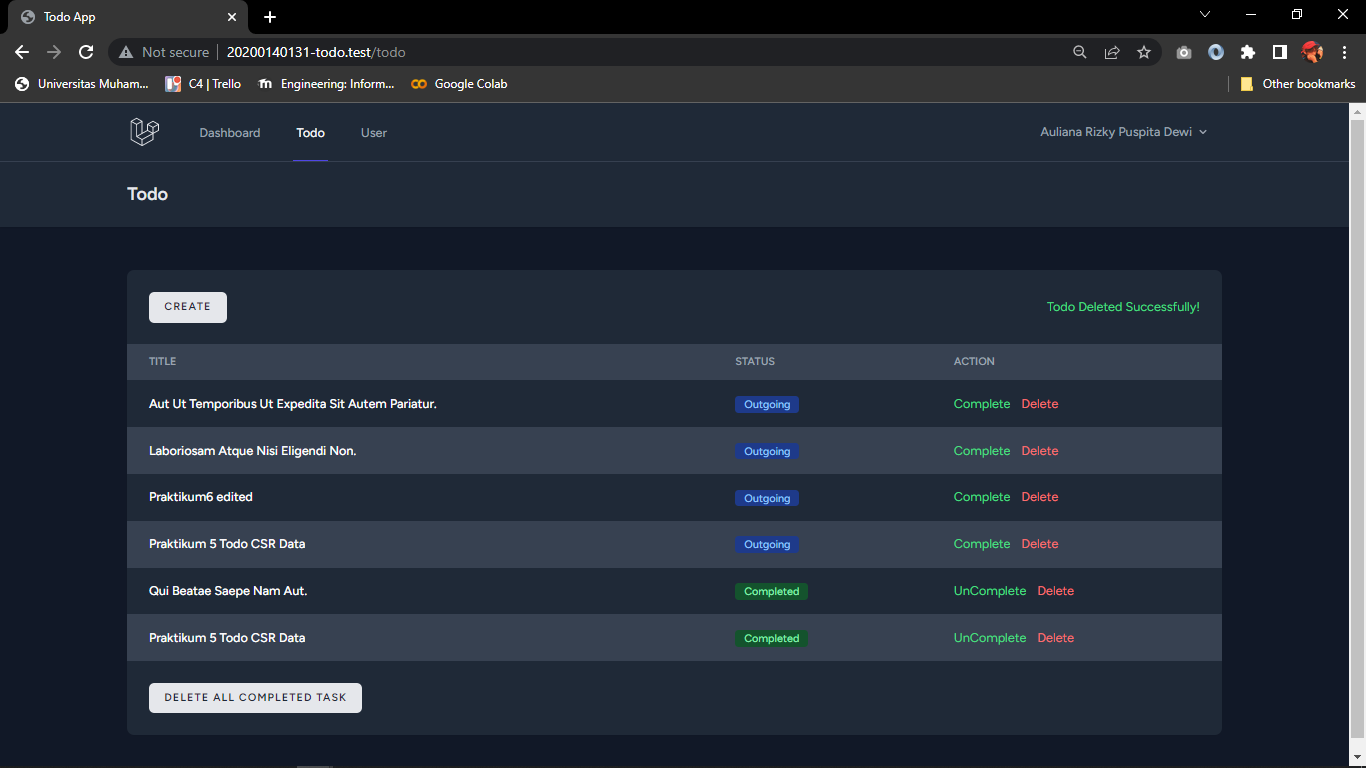 Todo App
Not secure 20200140131-todo.test/todo
Universitas Muham... C4 | Trello Engineering: Inform... Google Colab Other bookmarks
Dashboard Todo User Auliana Rizky Puspita Dewi
Todo
CREATE Todo Deleted Successfully!
TITLE STATUS ACTION
Aut Ut Temporibus Ut Expedita Sit Autem Pariatur. Outgoing Complete Delete
Laboriosam Atque Nisi Eligendi Non. Outgoing Complete Delete
Praktikum6 edited Outgoing Complete Delete
Praktikum 5 Todo CSR Data Outgoing Complete Delete
Qui Beatae Saepe Nam Aut. Completed UnComplete Delete
Praktikum 5 Todo CSR Data Completed UnComplete Delete
DELETE ALL COMPLETED TASK